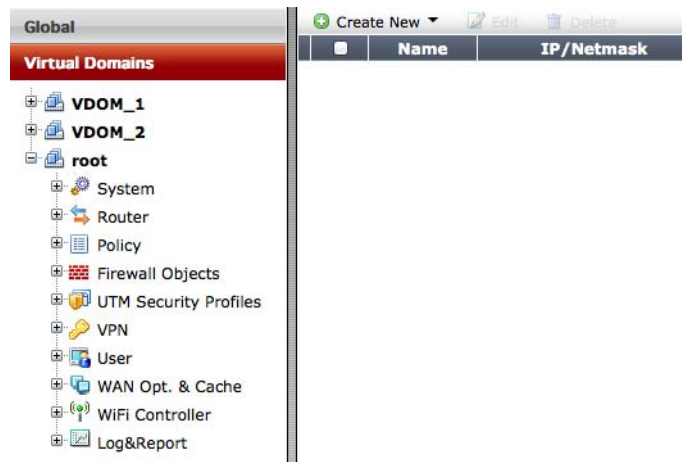 Global
Virtual Domains
VDOM_1
VDOM_2
root
System
Router
Policy
Firewall Objects
UTM Security Profiles
VPN
User
WAN Opt. & Cache
WiFi Controller
Log&Report
Create New Edit Delete
Name IP/Netmask